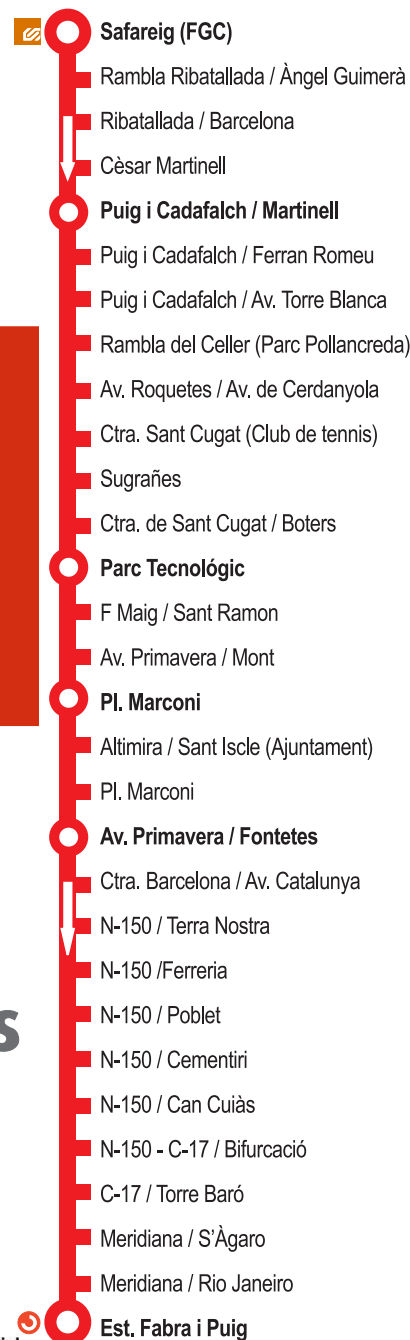 Safareig (FGC)
Rambla Ribatallada / Àngel Guimerà
Ribatallada / Barcelona
Cèsar Martinell
Puig i Cadafalch / Martinell
Puig i Cadafalch / Ferran Romeu
Puig i Cadafalch / Av. Torre Blanca
Rambla del Celler (Parc Pollancreda)
Av. Roquetes / Av. de Cerdanyola
Ctra. Sant Cugat (Club de tennis)
Sugrañes
Ctra. de Sant Cugat / Boters
Parc Tecnológic
F Maig / Sant Ramon
Av. Primavera / Mont
Pl. Marconi
Altimira / Sant Iscle (Ajuntament)
Pl. Marconi
Av. Primavera / Fontetes
Ctra. Barcelona / Av. Catalunya
N-150 / Terra Nostra
N-150 /Ferreria
s
N-150 / Poblet
N-150 / Cementiri
N-150 / Can Cuiàs
N-150 - C-17 / Bifurcació
C-17 / Torre Baró
Meridiana / S'Àgaro
Meridiana / Rio Janeiro
Est. Fabra i Puig